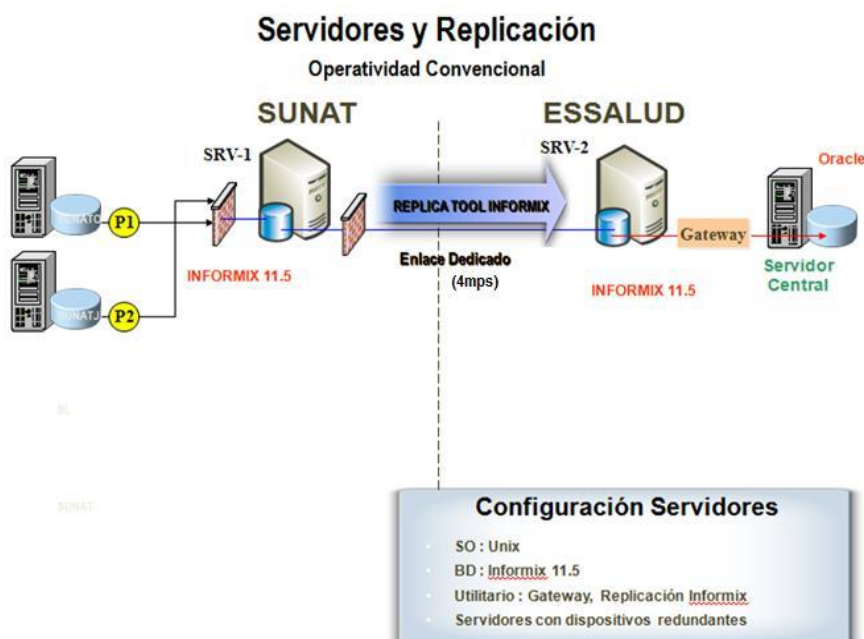 Servidores y Replicación
Operatividad Convencional
SUNAT
ESSALUD
SRV-1
SRV-2
Oracle
P1
REPLICA TOOL INFORMIX
Gateway
Enlace Dedicado
(4mps)
INFORMIX 11.5
INFORMIX 11.5
Servidor
Central
P2
SUNAT
Configuración Servidores
SO : Unix
BD : Informix 11.5
Utilitario : Gateway, Replicación Informix
Servidores con dispositivos redundantes